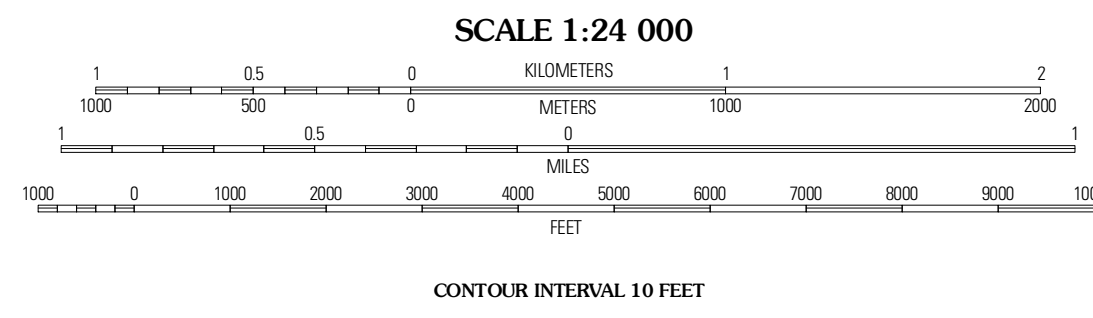 SCALE 1:24 000
1 0.5 0 KILOMETERS 1 2
1000 500 0 METERS 1000 2000
1 0.5 0 1
MILES
1000 0 1000 2000 3000 4000 5000 6000 7000 8000 9000
FEET
CONTOUR INTERVAL 10 FEET